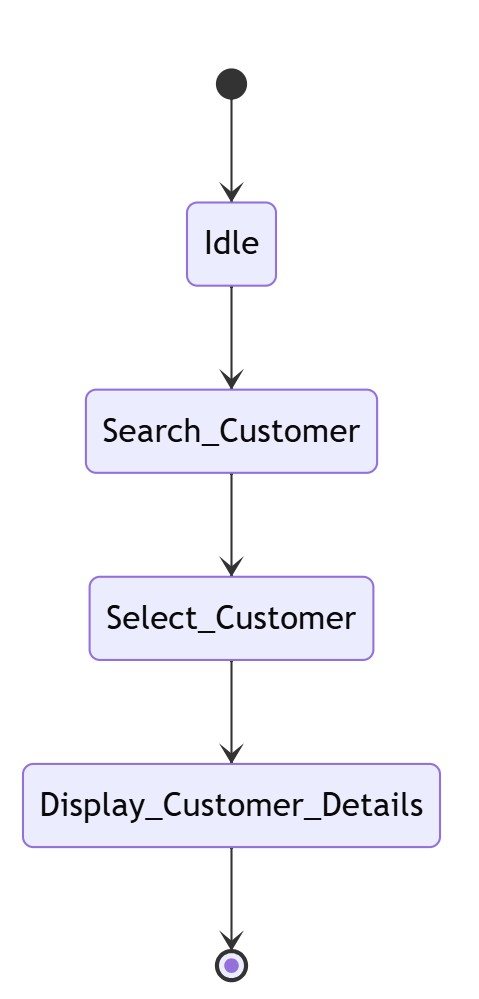 Idle
Search_Customer
Select_Customer
Display_Customer_Details